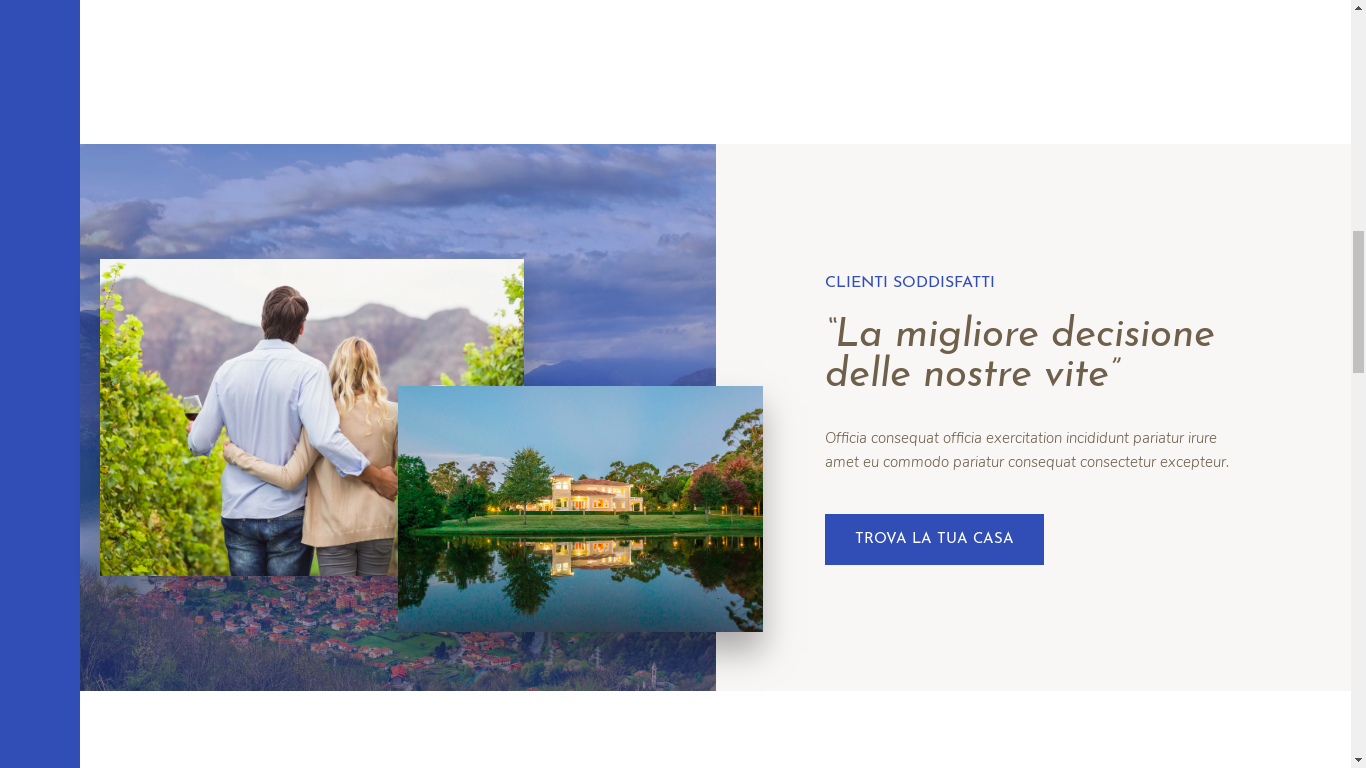 CLIENTI SODDISFATTI
“La migliore decisione
delle nostre vite”
Officia consequat officia exercitation incididunt pariatur irure
amet eu commodo pariatur consequat consectetur excepteur.
TROVA LA TUA CASA